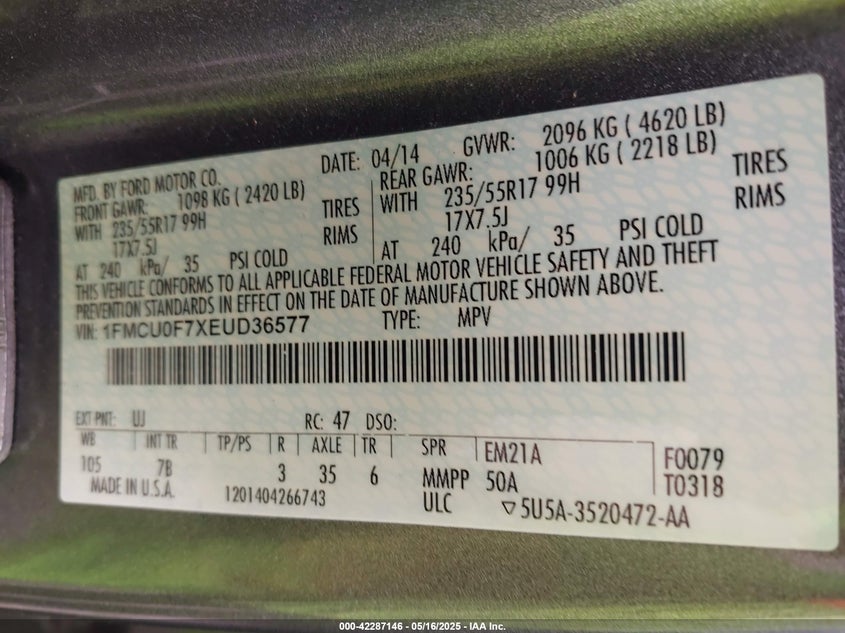 MFD. BY FORD MOTOR CO.
DATE: 04/14
GVWR: 2096 KG ( 4620 LB)
FRONT GAWR: 1098 KG ( 2420 LB)
REAR GAWR: 1006 KG ( 2218 LB)
WITH 235/55R17 99H TIRES
WITH 235/55R17 99H TIRES
17X7.5J RIMS
17X7.5J RIMS
AT 240 kPa/ 35 PSI COLD
AT 240 kPa/ 35 PSI COLD
THIS VEHICLE CONFORMS TO ALL APPLICABLE FEDERAL MOTOR VEHICLE SAFETY AND THEFT
PREVENTION STANDARDS IN EFFECT ON THE DATE OF MANUFACTURE SHOWN ABOVE.
VIN: 1FMCU0F7XEUD36577 TYPE: MPV
EXT PNT: UJ RC: 47 DSO:
WB INT TR TP/PS R AXLE TR SPR EM21A F0079
105 7B 3 35 6 MMPP 50A T0318
MADE IN U.S.A. 1201404266743 ULC ▽5U5A-3520472-AA
000-42287146 - 05/16/2025 - IAA Inc.